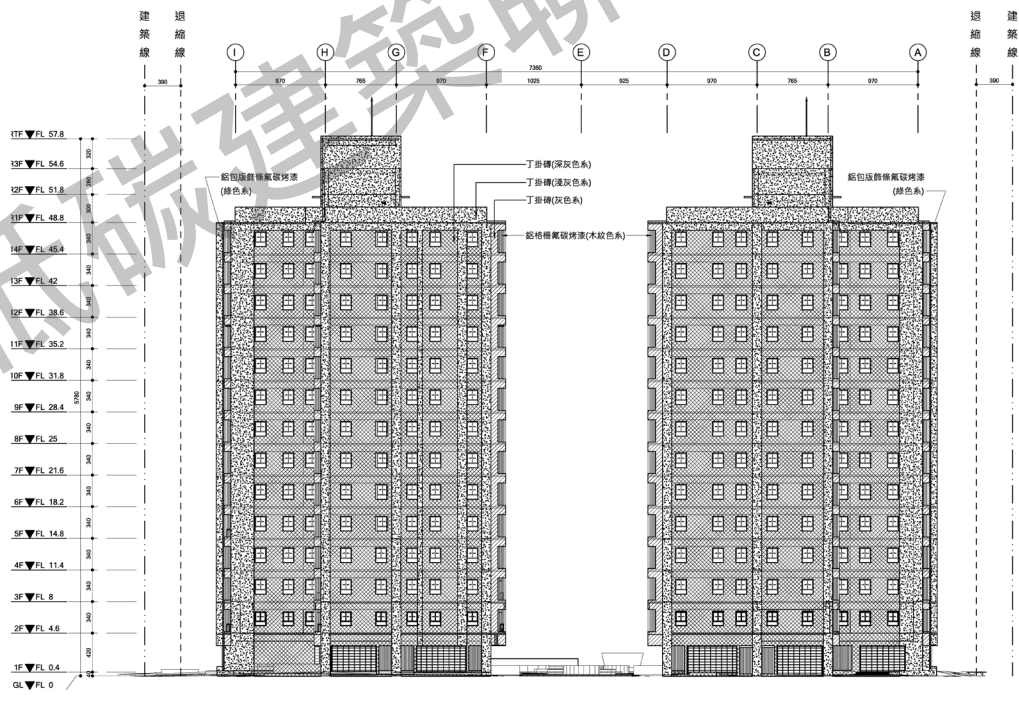 低碳建築聯
建築線
退縮線
退縮線
建築線
I H G F E D C B A
7360
390 970 765 970 1025 925 970 765 970 390
RTF FL 57.8
320
R3F FL 54.6
280
R2F FL 51.8
300
R1F FL 48.8
340
14F FL 45.4
340
13F FL 42
340
12F FL 38.6
340
11F FL 35.2
340
10F FL 31.8
5780
340
9F FL 28.4
340
8F FL 25
340
7F FL 21.6
340
6F FL 18.2
340
5F FL 14.8
340
4F FL 11.4
340
3F FL 8
340
2F FL 4.6
420
1F FL 0.4
40
GL FL 0
鋁包版飾條氟碳烤漆
(綠色系)
丁掛磚(深灰色系)
丁掛磚(淺灰色系)
丁掛磚(灰色系)
鋁格柵氟碳烤漆(木紋色系)
鋁包版飾條氟碳烤漆
(綠色系)